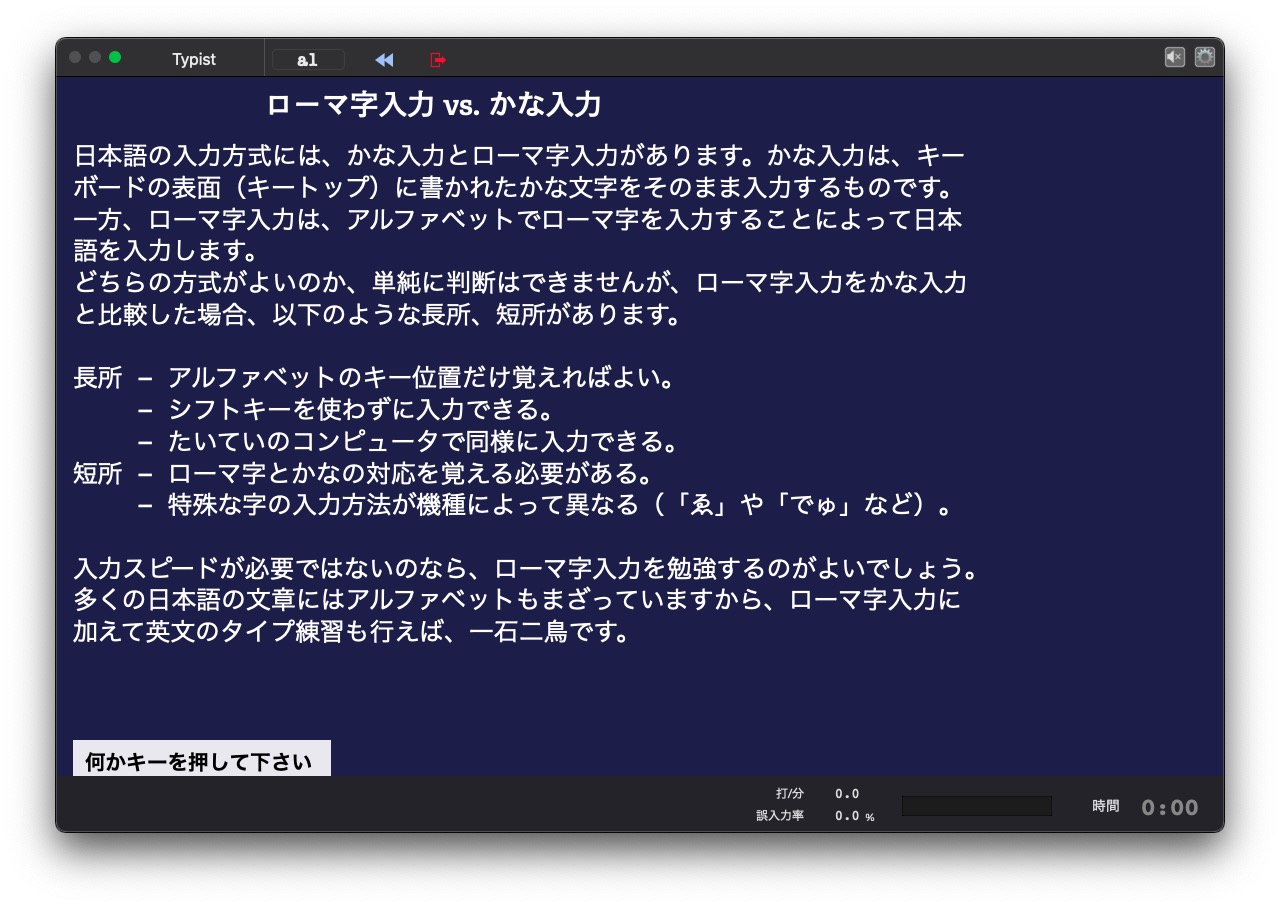 Typist
a1
ローマ字入力 vs. かな入力
日本語の入力方式には、かな入力とローマ字入力があります。かな入力は、キー
ボードの表面（キートップ）に書かれたかな文字をそのまま入力するものです。
一方、ローマ字入力は、アルファベットでローマ字を入力することによって日本
語を入力します。
どちらの方式がよいのか、単純に判断はできませんが、ローマ字入力をかな入力
と比較した場合、以下のような長所、短所があります。
長所 − アルファベットのキー位置だけ覚えればよい。
− シフトキーを使わずに入力できる。
− たいていのコンピュータで同様に入力できる。
短所 − ローマ字とかなの対応を覚える必要がある。
− 特殊な字の入力方法が機種によって異なる（「ゑ」や「でゅ」など）。
入力スピードが必要ではないのなら、ローマ字入力を勉強するのがよいでしょう。
多くの日本語の文章にはアルファベットもまざっていますから、ローマ字入力に
加えて英文のタイプ練習も行えば、一石二鳥です。
何かキーを押して下さい
打/分 0.0
誤入力率 0.0 %
時間 0:00